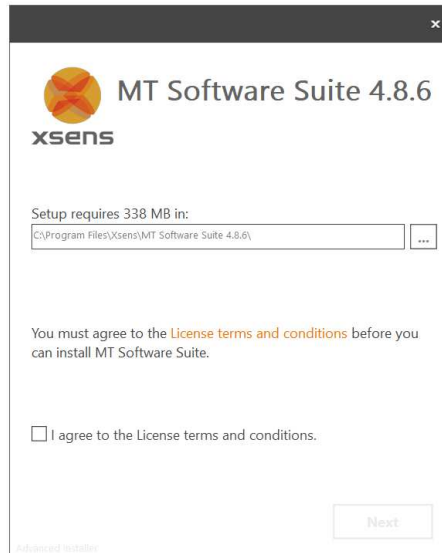 MT Software Suite 4.8.6
xsens
Setup requires 338 MB in:
C:\Program Files\Xsens\MT Software Suite 4.8.6\
...
You must agree to the License terms and conditions before you
can install MT Software Suite.
I agree to the License terms and conditions.
Next
Advanced Installer